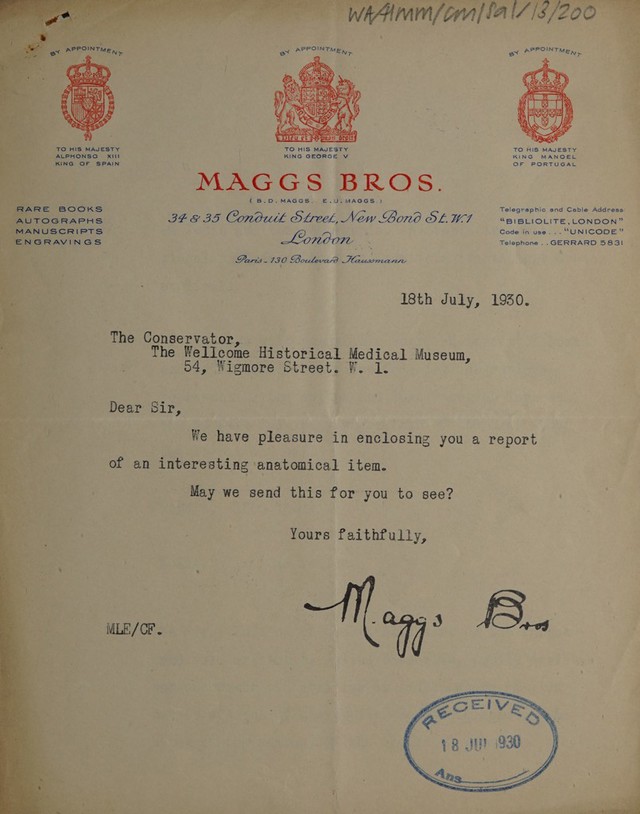 WA/HMM/CM/Sal/13/200
BY APPOINTMENT
TO HIS MAJESTY
ALPHONSO XIII
KING OF SPAIN
BY APPOINTMENT
DIEU ET MON DROIT
TO HIS MAJESTY
KING GEORGE V
BY APPOINTMENT
TO HIS MAJESTY
KING MANOEL
OF PORTUGAL
MAGGS BROS.
(B.D. MAGGS. E.U. MAGGS)
RARE BOOKS
AUTOGRAPHS
MANUSCRIPTS
ENGRAVINGS
34 & 35 Conduit Street, New Bond St. W.1
London
Paris - 130 Boulevard Hausmann
Telegraphic and Cable Address:
"BIBLIOLITE, LONDON"
Code in use ... "UNICODE"
Telephone .. GERRARD 5831
18th July, 1930.
The Conservator,
The Wellcome Historical Medical Museum,
54, Wigmore Street. W. 1.
Dear Sir,
We have pleasure in enclosing you a report
of an interesting anatomical item.
May we send this for you to see?
Yours faithfully,
Maggs Bros
MLE/CF.
RECEIVED
18 JUL 1930
Ans